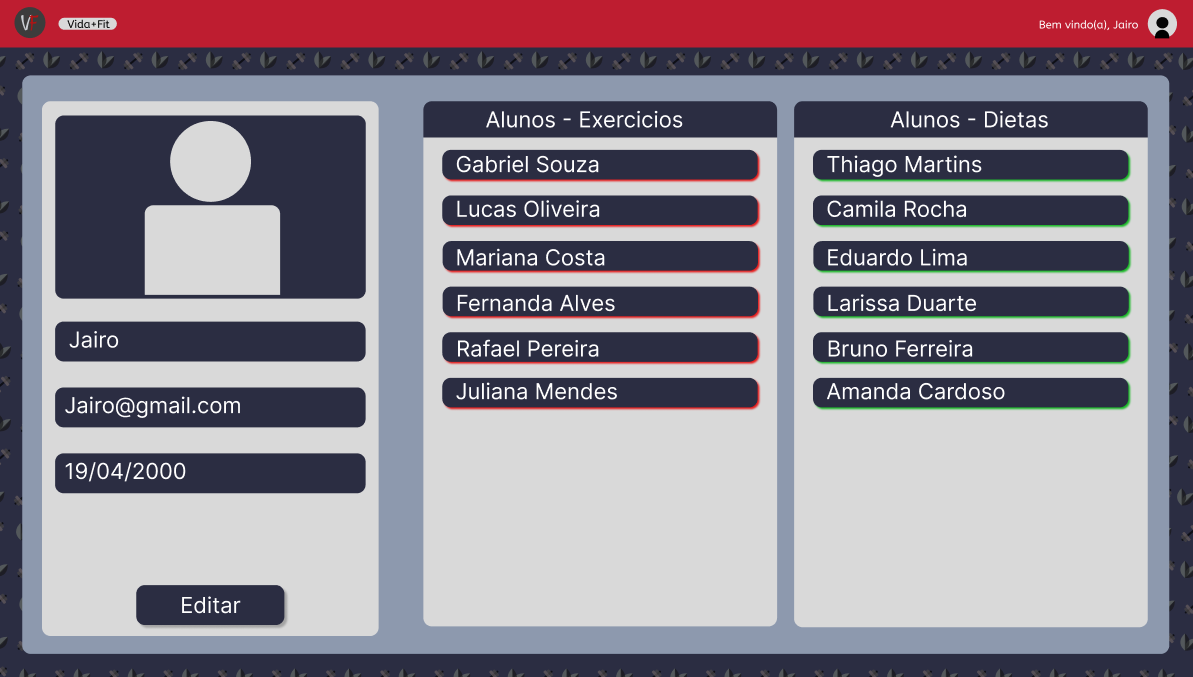 VF
Vida+Fit
Bem vindo(a), Jairo
Jairo
Jairo@gmail.com
19/04/2000
Editar
Alunos - Exercicios
Gabriel Souza
Lucas Oliveira
Mariana Costa
Fernanda Alves
Rafael Pereira
Juliana Mendes
Alunos - Dietas
Thiago Martins
Camila Rocha
Eduardo Lima
Larissa Duarte
Bruno Ferreira
Amanda Cardoso